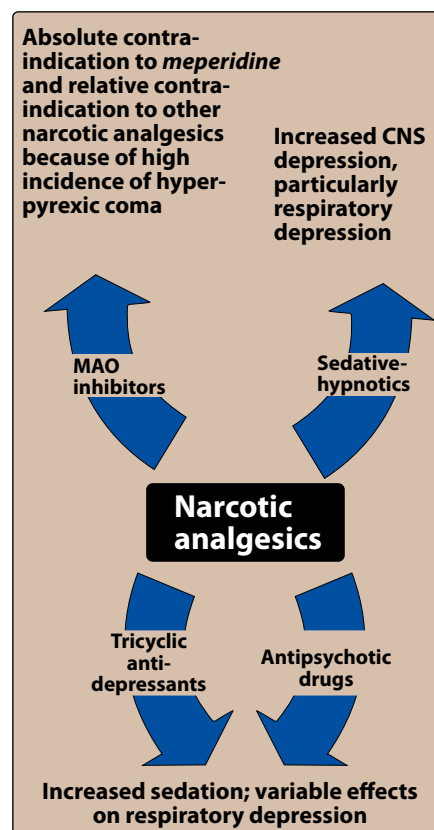 Absolute contra-
indication to meperidine
and relative contra-
indication to other
narcotic analgesics
because of high
incidence of hyper-
pyrexic coma
Increased CNS
depression,
particularly
respiratory
depression
MAO
inhibitors
Sedative-
hypnotics
Narcotic
analgesics
Tricyclic
anti-
depressants
Antipsychotic
drugs
Increased sedation; variable effects
on respiratory depression